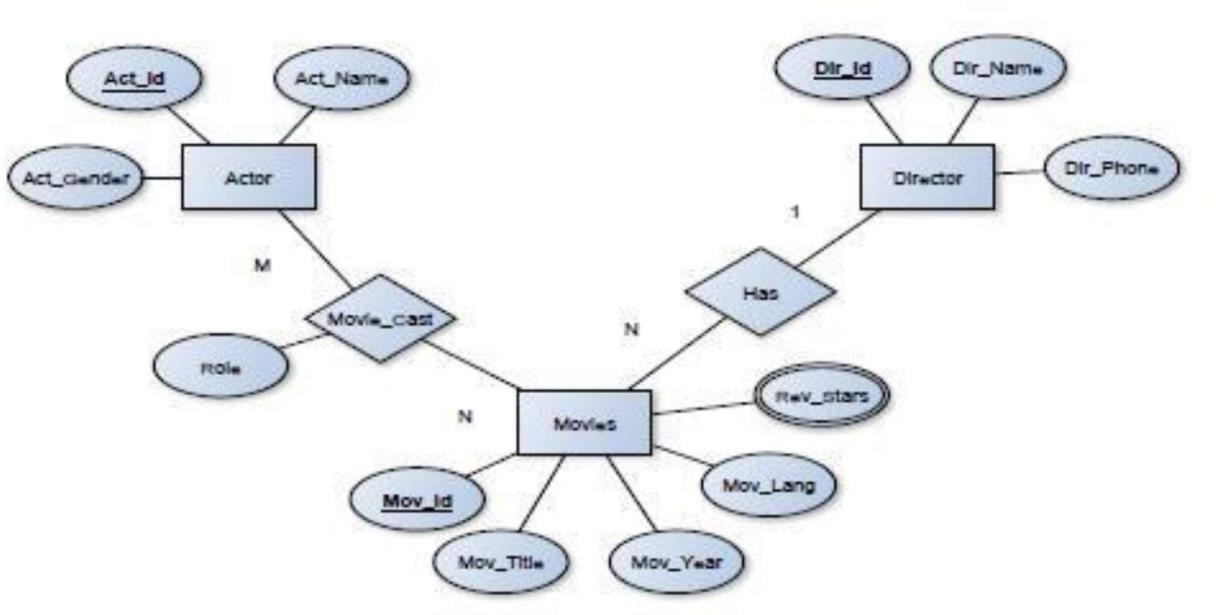 Act_Id
Act_Name
Dir_Id
Dir_Name
Act_Gender
Actor
Director
Dir_Phone
1
M
Has
Movie_Cast
N
Role
Rev_Stars
N
Movies
Mov_Id
Mov_Lang
Mov_Title
Mov_Year